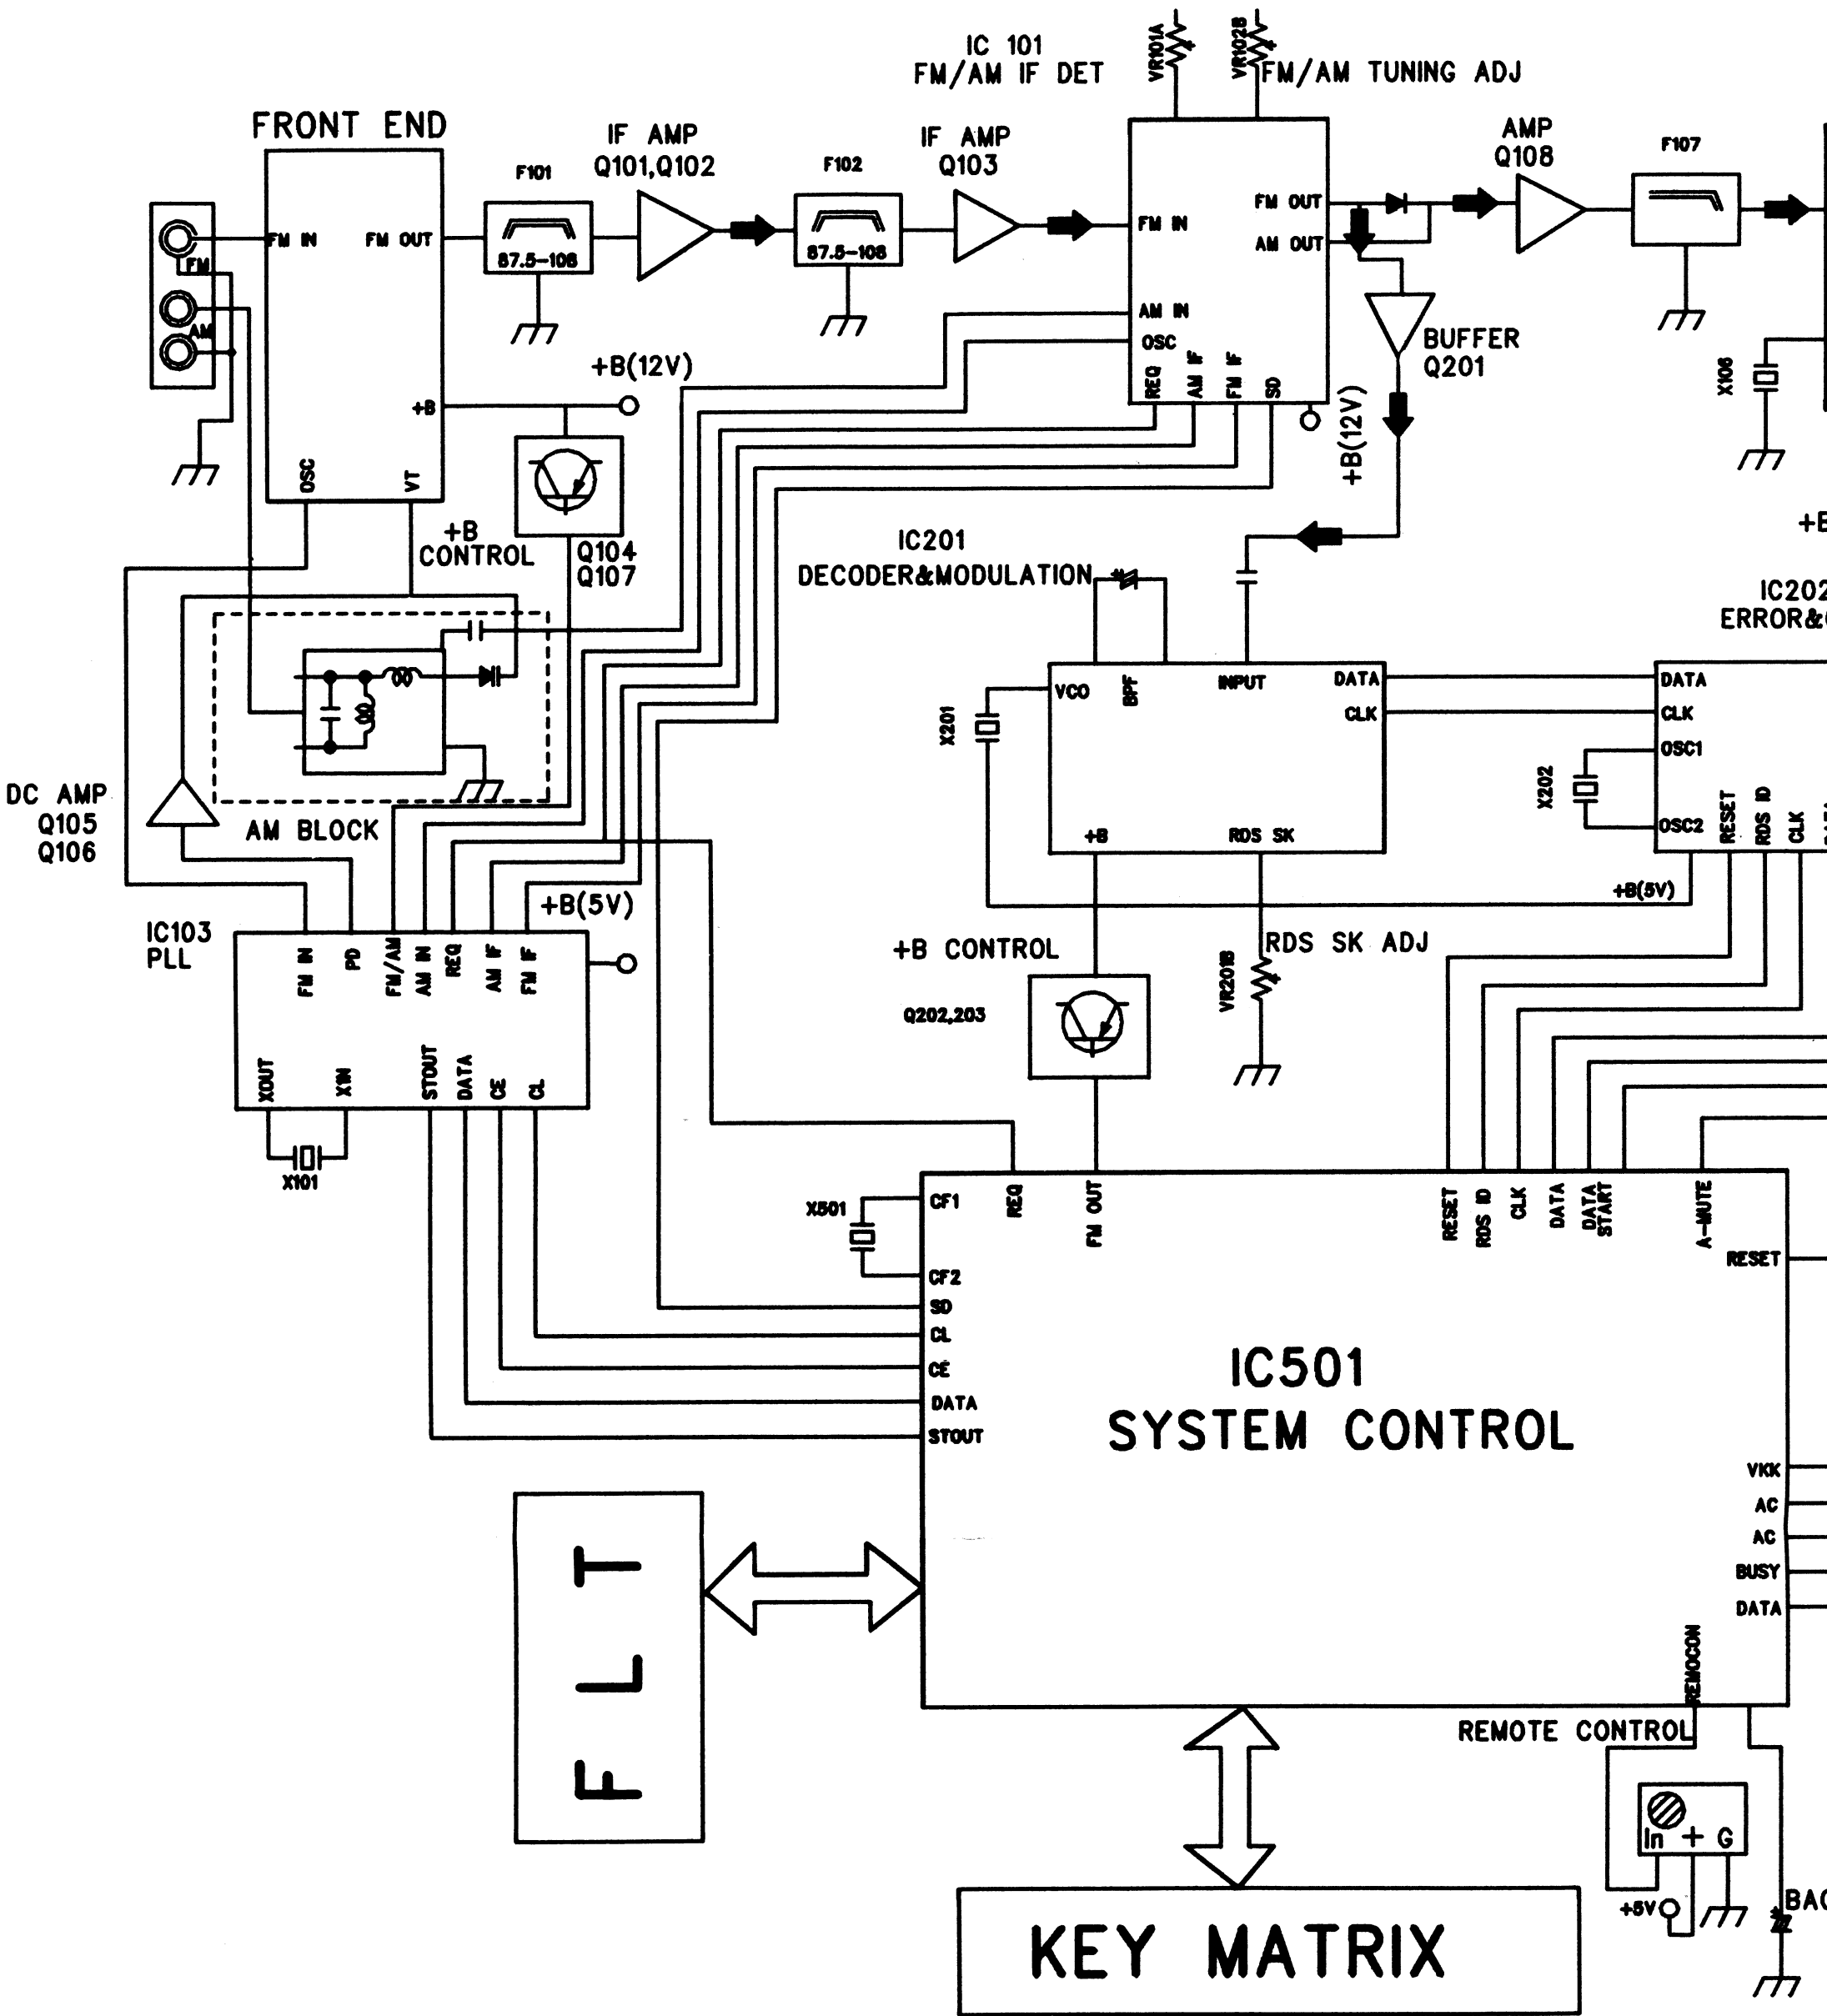 IC 101
FM/AM IF DET
VR101A
VR102B
FM/AM TUNING ADJ
FRONT END
IF AMP
Q101,Q102
IF AMP
Q103
AMP
Q108
F101
F102
F107
FM IN
FM OUT
87.5-108
87.5-108
FM IN
FM OUT
AM OUT
FM
AM
AM IN
OSC
REQ
AM IF
FM IF
SD
BUFFER
Q201
X106
+B(12V)
+B
+B(12V)
OSC
VT
+B
CONTROL
Q104
Q107
IC201
DECODER&MODULATION
IC202
VCO
BPF
INPUT
DATA
CLK
DATA
CLK
OSC1
OSC2
X201
X202
DC AMP
Q105
Q106
AM BLOCK
+B
RDS SK
RESET
RDS ID
CLK
+B(5V)
+B(5V)
IC103
PLL
FM IN
PD
FM/AM
AM IN
REQ
AM IF
FM IF
+B CONTROL
RDS SK ADJ
VR201B
Q202,203
XOUT
XIN
STOUT
DATA
CE
CL
X101
X501
CF1
CF2
SD
CL
CE
DATA
STOUT
REQ
FM OUT
RESET
RDS ID
CLK
DATA
DATA
START
A-MUTE
RESET
IC501
SYSTEM CONTROL
VKK
AC
AC
BUSY
DATA
REMOCON
FLT
REMOTE CONTROL
In + G
+5V
KEY MATRIX